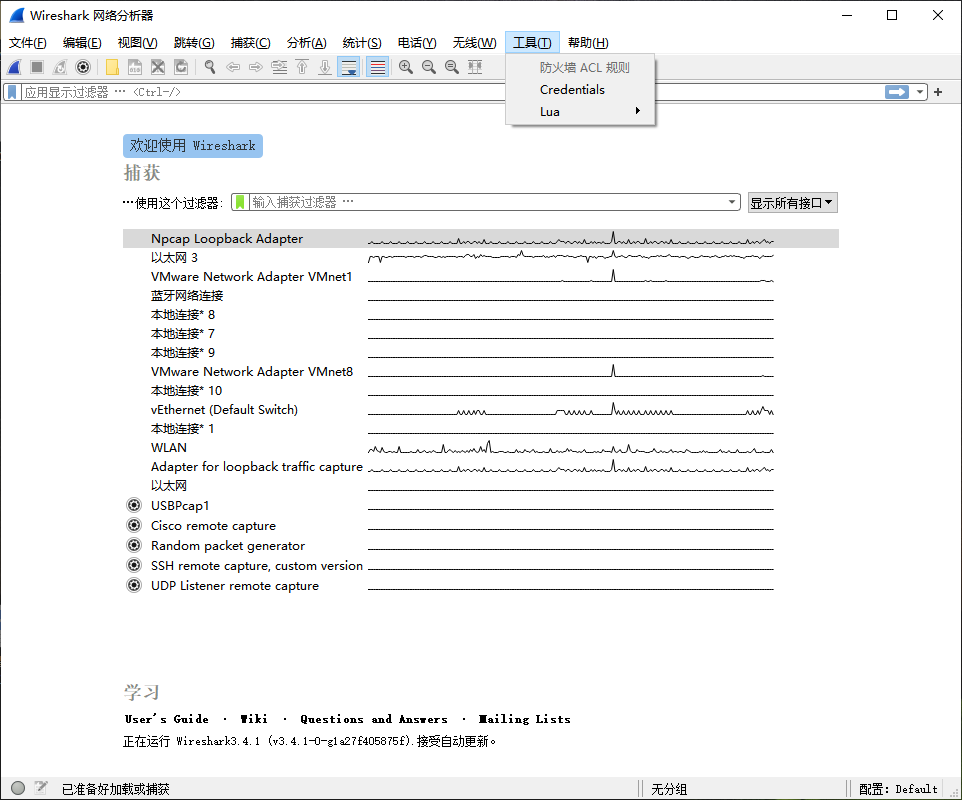 Wireshark 网络分析器
文件(F) 编辑(E) 视图(V) 跳转(G) 捕获(C) 分析(A) 统计(S) 电话(Y) 无线(W) 工具(T) 帮助(H)
防火墙 ACL 规则
Credentials
Lua
应用显示过滤器 … <Ctrl-/>
欢迎使用 Wireshark
捕获
…使用这个过滤器: 输入捕获过滤器 … 显示所有接口
Npcap Loopback Adapter
以太网 3
VMware Network Adapter VMnet1
蓝牙网络连接
本地连接* 8
本地连接* 7
本地连接* 9
VMware Network Adapter VMnet8
本地连接* 10
vEthernet (Default Switch)
本地连接* 1
WLAN
Adapter for loopback traffic capture
以太网
USBPcap1
Cisco remote capture
Random packet generator
SSH remote capture, custom version
UDP Listener remote capture
学习
User's Guide · Wiki · Questions and Answers · Mailing Lists
正在运行 Wireshark3.4.1 (v3.4.1-0-g1a27f405875f).接受自动更新。
已准备好加载或捕获 无分组 配置: Default